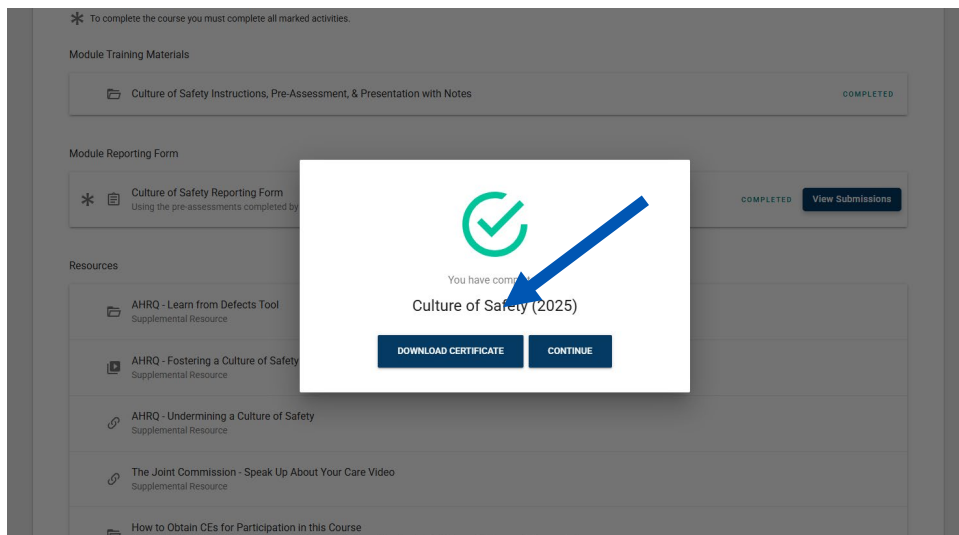 To complete the course you must complete all marked activities.
Module Training Materials
Culture of Safety Instructions, Pre-Assessment, & Presentation with Notes
COMPLETED
Module Reporting Form
Culture of Safety Reporting Form
Using the pre-assessments completed by
COMPLETED
View Submissions
You have
Culture of Safety (2025)
DOWNLOAD CERTIFICATE
CONTINUE
Resources
AHRQ - Learn from Defects Tool
Supplemental Resource
AHRQ - Fostering a Culture of Safety
Supplemental Resource
AHRQ - Undermining a Culture of Safety
Supplemental Resource
The Joint Commission - Speak Up About Your Care Video
Supplemental Resource
How to Obtain CEs for Participation in this Course